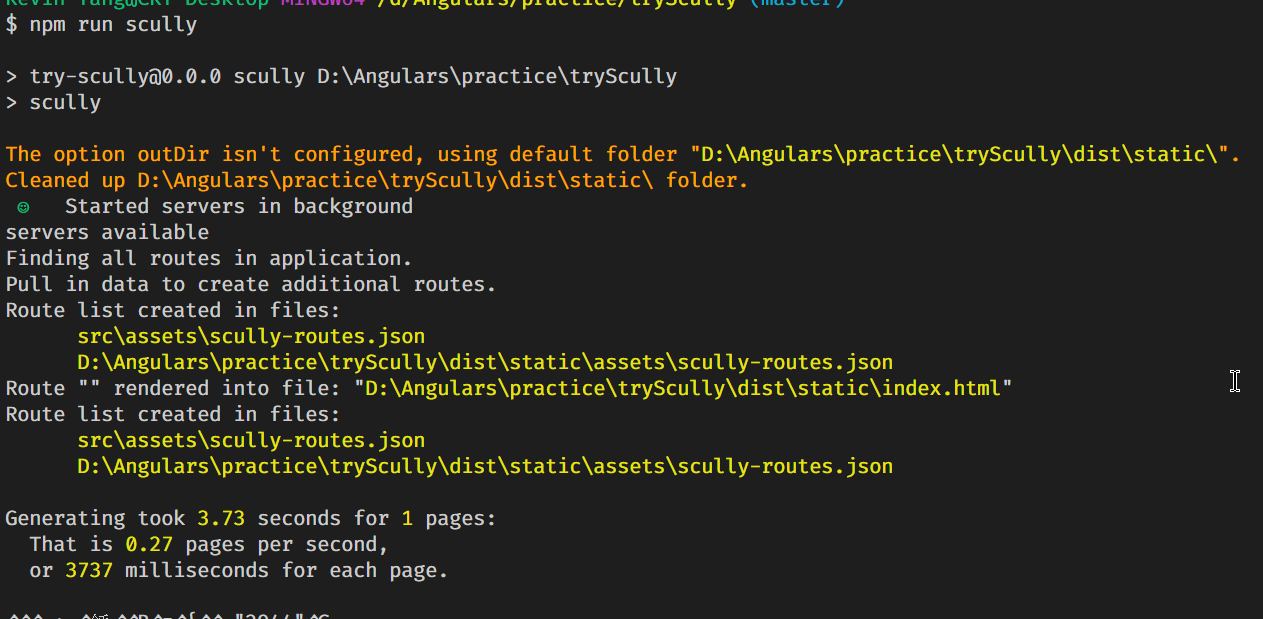 $ npm run scully
> try-scully@0.0.0 scully D:\Angulars\practice\tryScully
> scully
The option outDir isn't configured, using default folder "D:\Angulars\practice\tryScully\dist\static\".
Cleaned up D:\Angulars\practice\tryScully\dist\static\ folder.
☺ Started servers in background
servers available
Finding all routes in application.
Pull in data to create additional routes.
Route list created in files:
src\assets\scully-routes.json
D:\Angulars\practice\tryScully\dist\static\assets\scully-routes.json
Route "" rendered into file: "D:\Angulars\practice\tryScully\dist\static\index.html"
Route list created in files:
src\assets\scully-routes.json
D:\Angulars\practice\tryScully\dist\static\assets\scully-routes.json
Generating took 3.73 seconds for 1 pages:
That is 0.27 pages per second,
or 3737 milliseconds for each page.